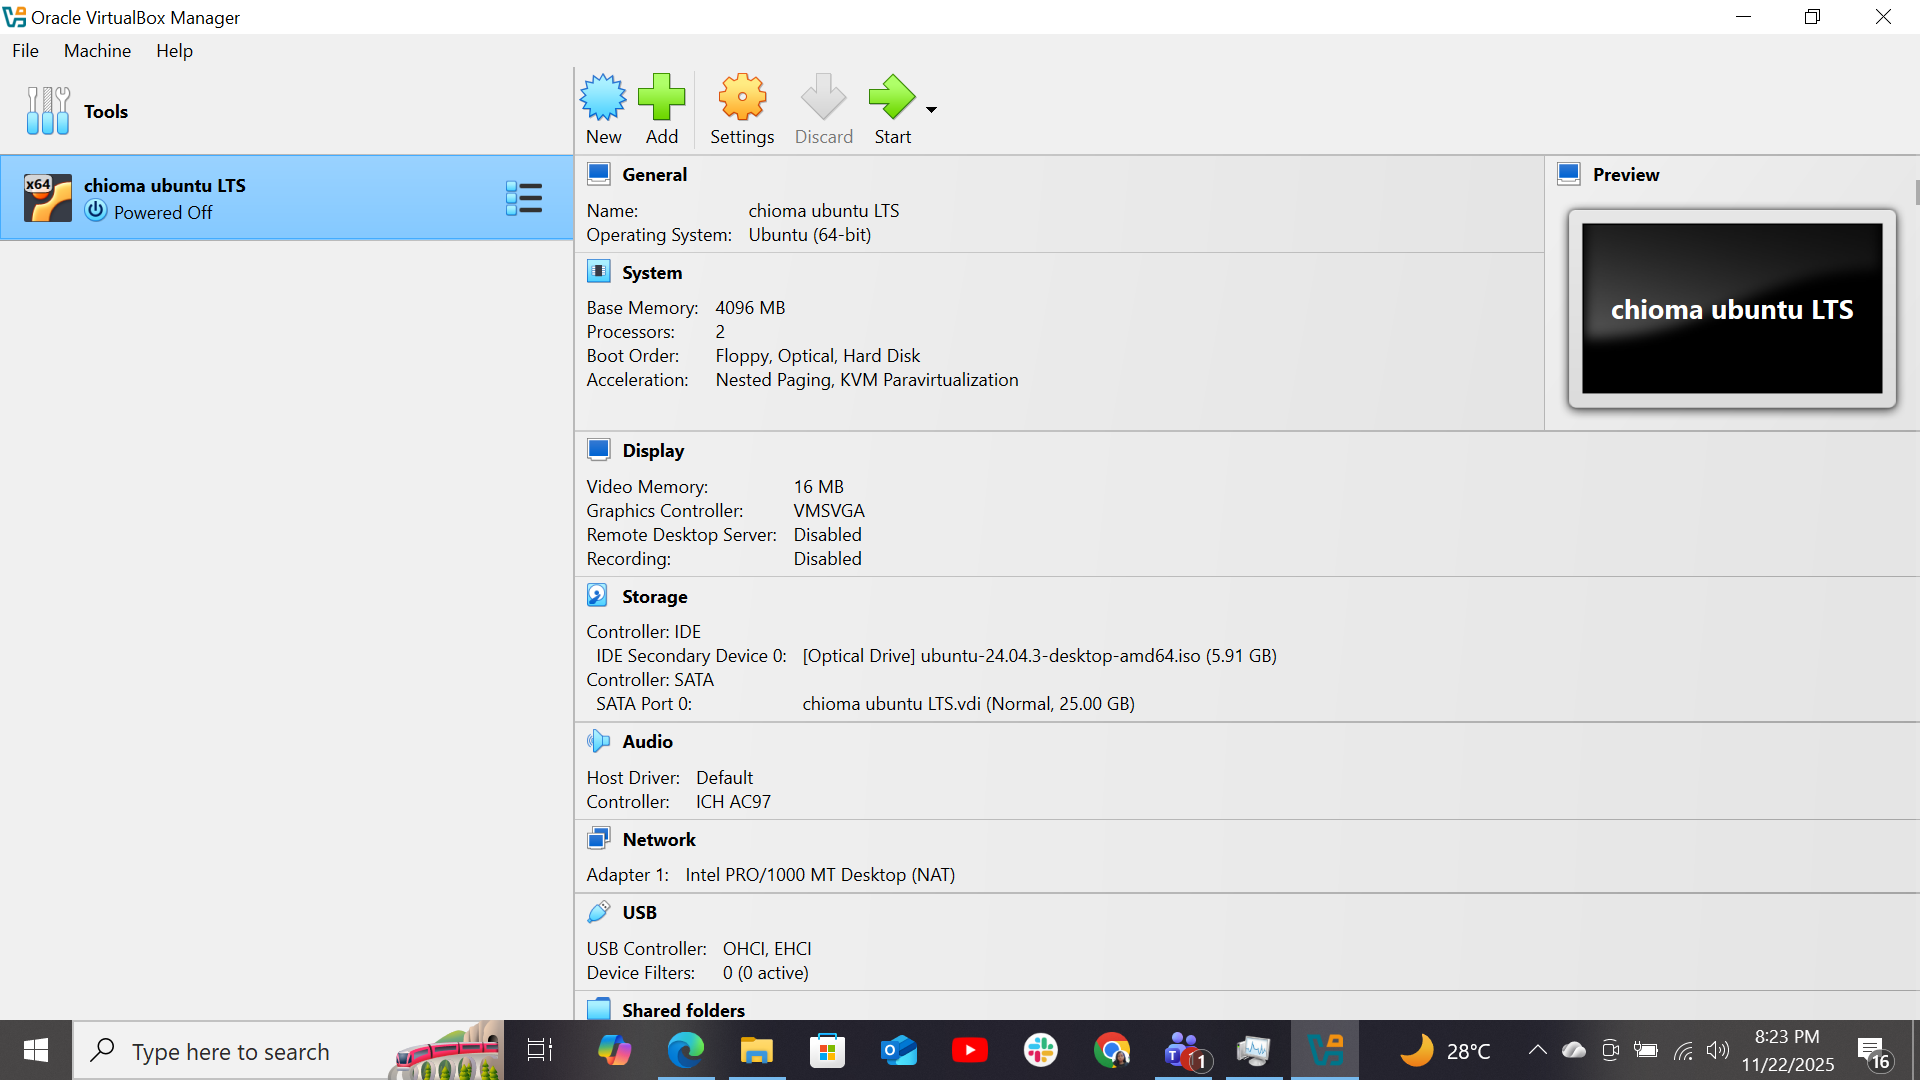 Oracle VirtualBox Manager
File Machine Help
Tools
New Add Settings Discard Start
x64
chioma ubuntu LTS
Powered Off
General
Name: chioma ubuntu LTS
Operating System: Ubuntu (64-bit)
Preview
chioma ubuntu LTS
System
Base Memory: 4096 MB
Processors: 2
Boot Order: Floppy, Optical, Hard Disk
Acceleration: Nested Paging, KVM Paravirtualization
Display
Video Memory: 16 MB
Graphics Controller: VMSVGA
Remote Desktop Server: Disabled
Recording: Disabled
Storage
Controller: IDE
IDE Secondary Device 0: [Optical Drive] ubuntu-24.04.3-desktop-amd64.iso (5.91 GB)
Controller: SATA
SATA Port 0: chioma ubuntu LTS.vdi (Normal, 25.00 GB)
Audio
Host Driver: Default
Controller: ICH AC97
Network
Adapter 1: Intel PRO/1000 MT Desktop (NAT)
USB
USB Controller: OHCI, EHCI
Device Filters: 0 (0 active)
Shared folders
Type here to search
1
28°C
8:23 PM
11/22/2025
16